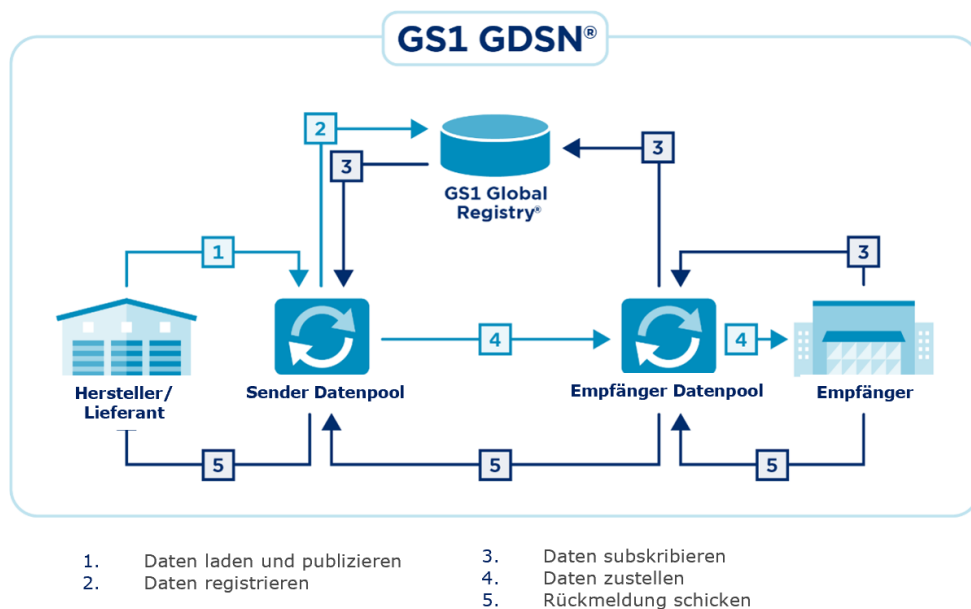 GS1 GDSN®
2
3
3
GS1 Global
Registry®
1
3
4
4
Hersteller/
Lieferant
Sender Datenpool
Empfänger Datenpool
Empfänger
5
5
5
1. Daten laden und publizieren
2. Daten registrieren
3. Daten subskribieren
4. Daten zustellen
5. Rückmeldung schicken